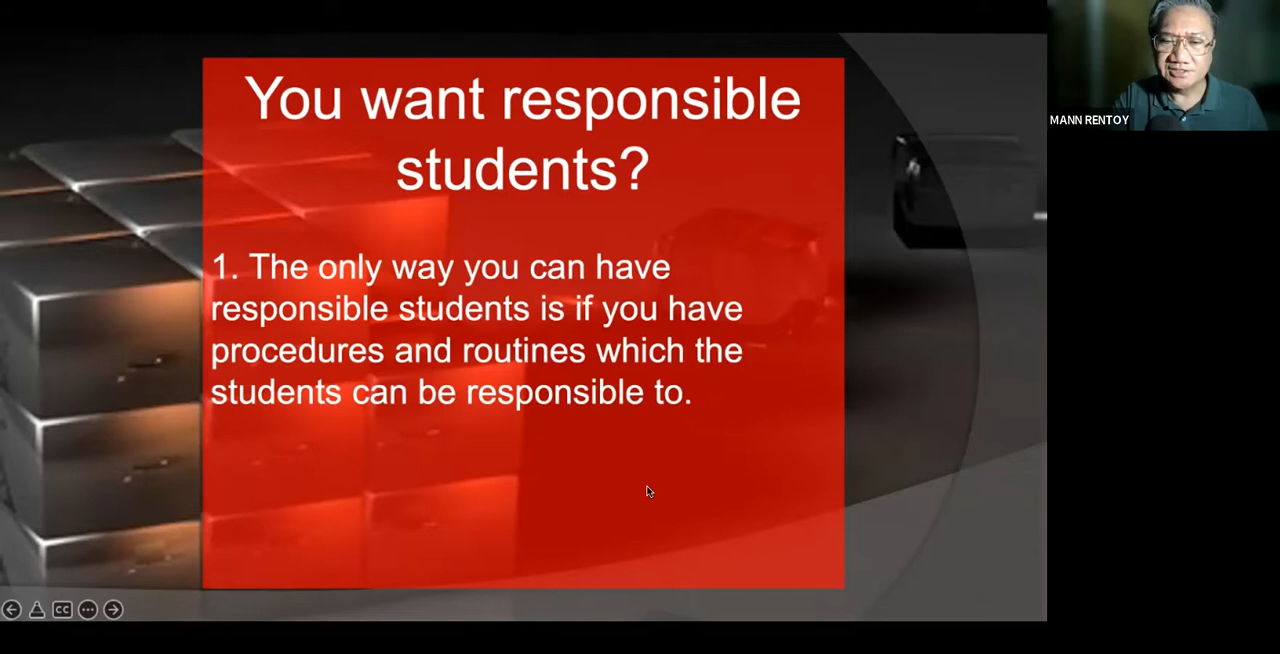 You want responsible
students?
1. The only way you can have
responsible students is if you have
procedures and routines which the
students can be responsible to.
MANN RENTOY
CC